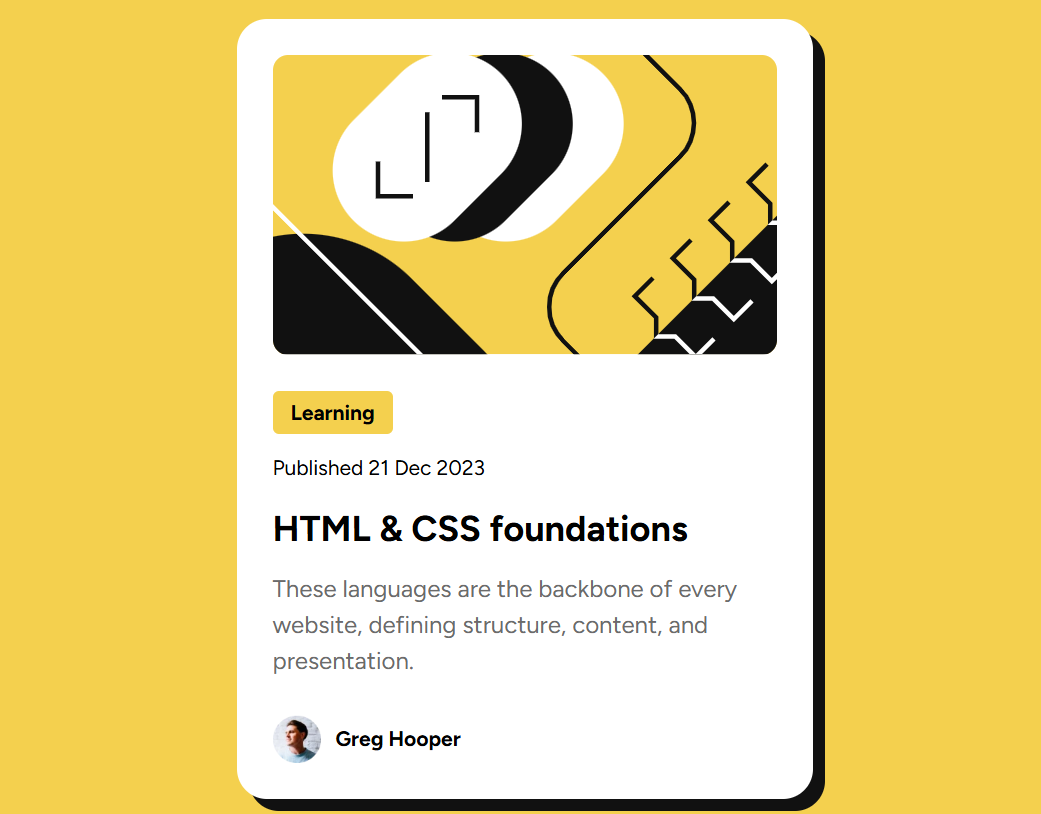 Learning
Published 21 Dec 2023
HTML & CSS foundations
These languages are the backbone of every
website, defining structure, content, and
presentation.
Greg Hooper